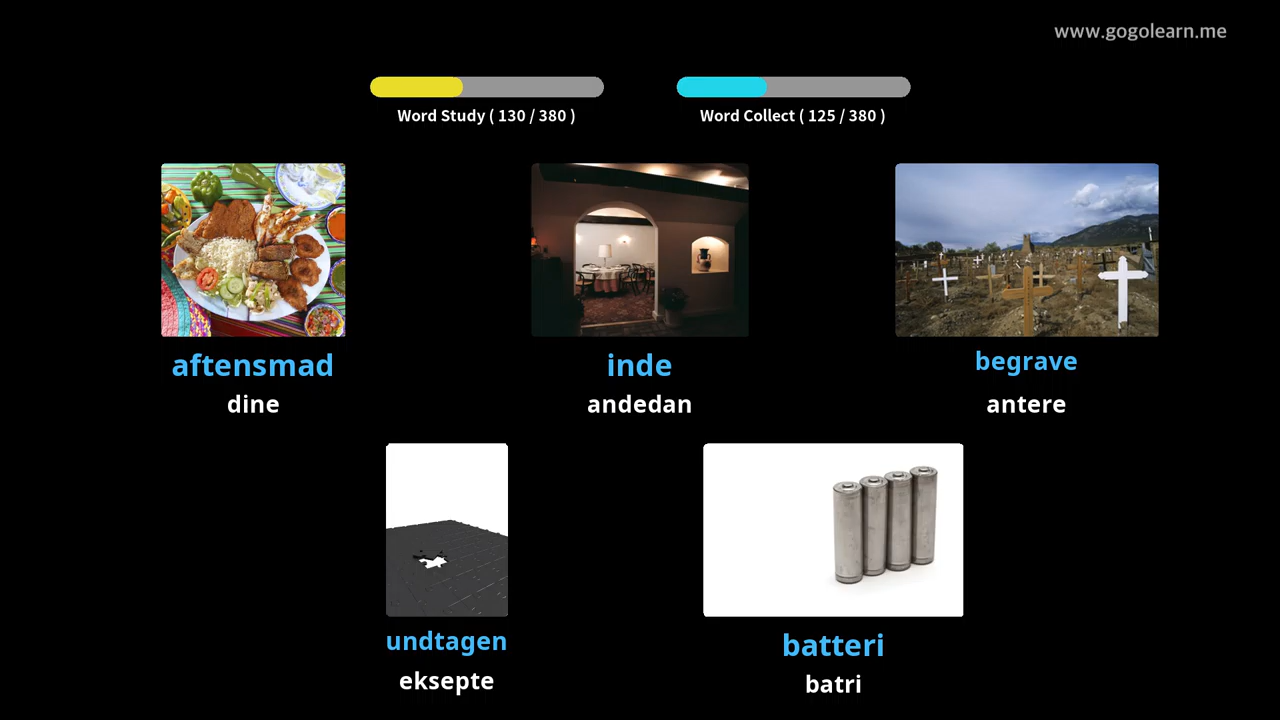 www.gogolearn.me
Word Study ( 130 / 380 )
Word Collect ( 125 / 380 )
aftensmad
dine
inde
andedan
begrave
antere
undtagen
eksepte
batteri
batri